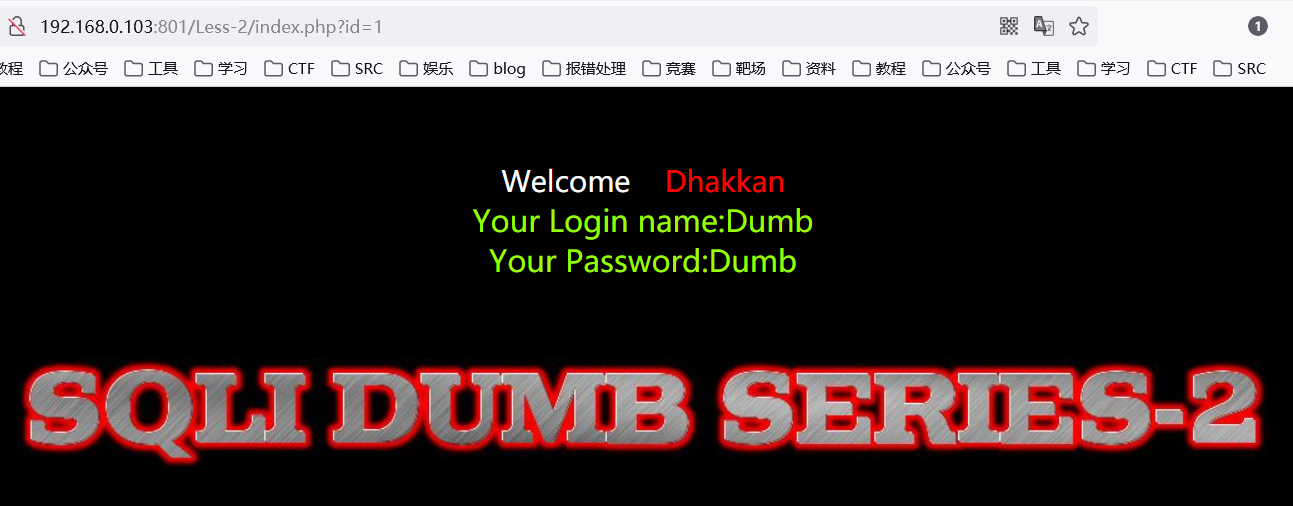 192.168.0.103:801/Less-2/index.php?id=1
1
教程 公众号 工具 学习 CTF SRC 娱乐 blog 报错处理 竞赛 靶场 资料 教程 公众号 工具 学习 CTF SRC
Welcome Dhakkan
Your Login name:Dumb
Your Password:Dumb
SQLI DUMB SERIES-2